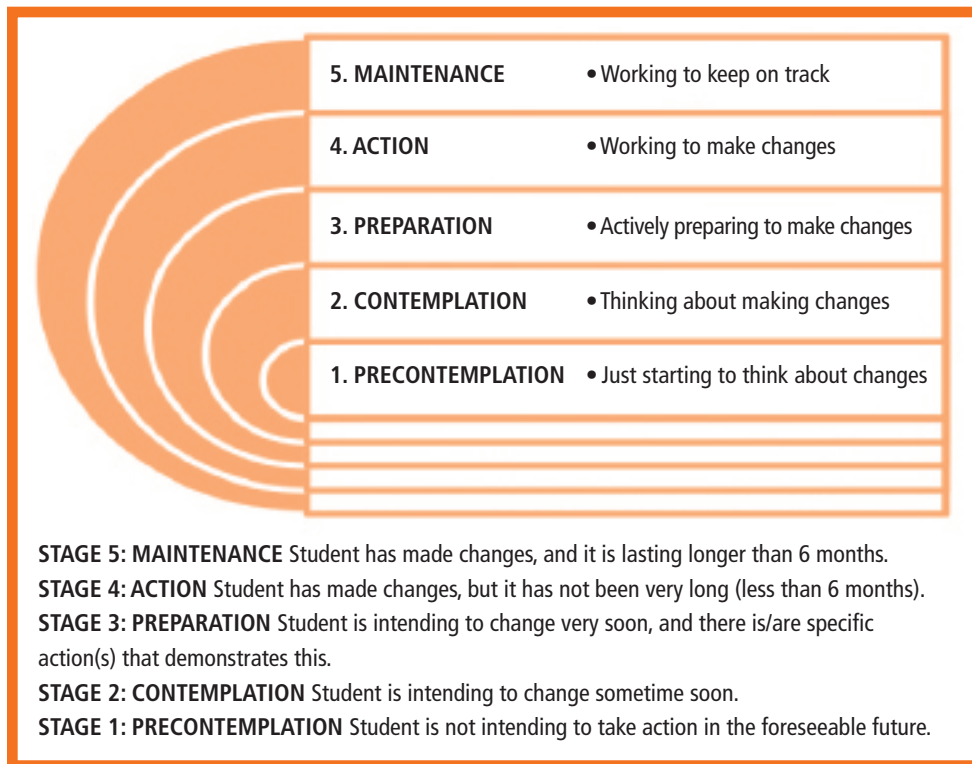 5. MAINTENANCE • Working to keep on track
4. ACTION • Working to make changes
3. PREPARATION • Actively preparing to make changes
2. CONTEMPLATION • Thinking about making changes
1. PRECONTEMPLATION • Just starting to think about changes
STAGE 5: MAINTENANCE Student has made changes, and it is lasting longer than 6 months.
STAGE 4: ACTION Student has made changes, but it has not been very long (less than 6 months).
STAGE 3: PREPARATION Student is intending to change very soon, and there is/are specific
action(s) that demonstrates this.
STAGE 2: CONTEMPLATION Student is intending to change sometime soon.
STAGE 1: PRECONTEMPLATION Student is not intending to take action in the foreseeable future.